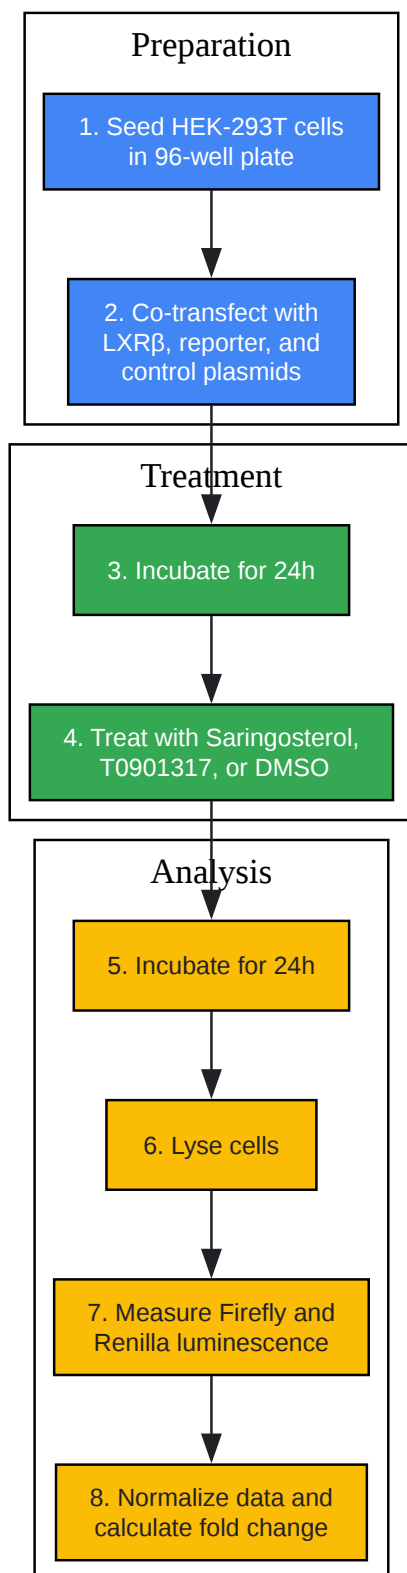 Preparation
1. Seed HEK-293T cells
in 96-well plate
2. Co-transfect with
LXRβ, reporter, and
control plasmids
Treatment
3. Incubate for 24h
4. Treat with Saringosterol,
T0901317, or DMSO
Analysis
5. Incubate for 24h
6. Lyse cells
7. Measure Firefly and
Renilla luminescence
8. Normalize data and
calculate fold change